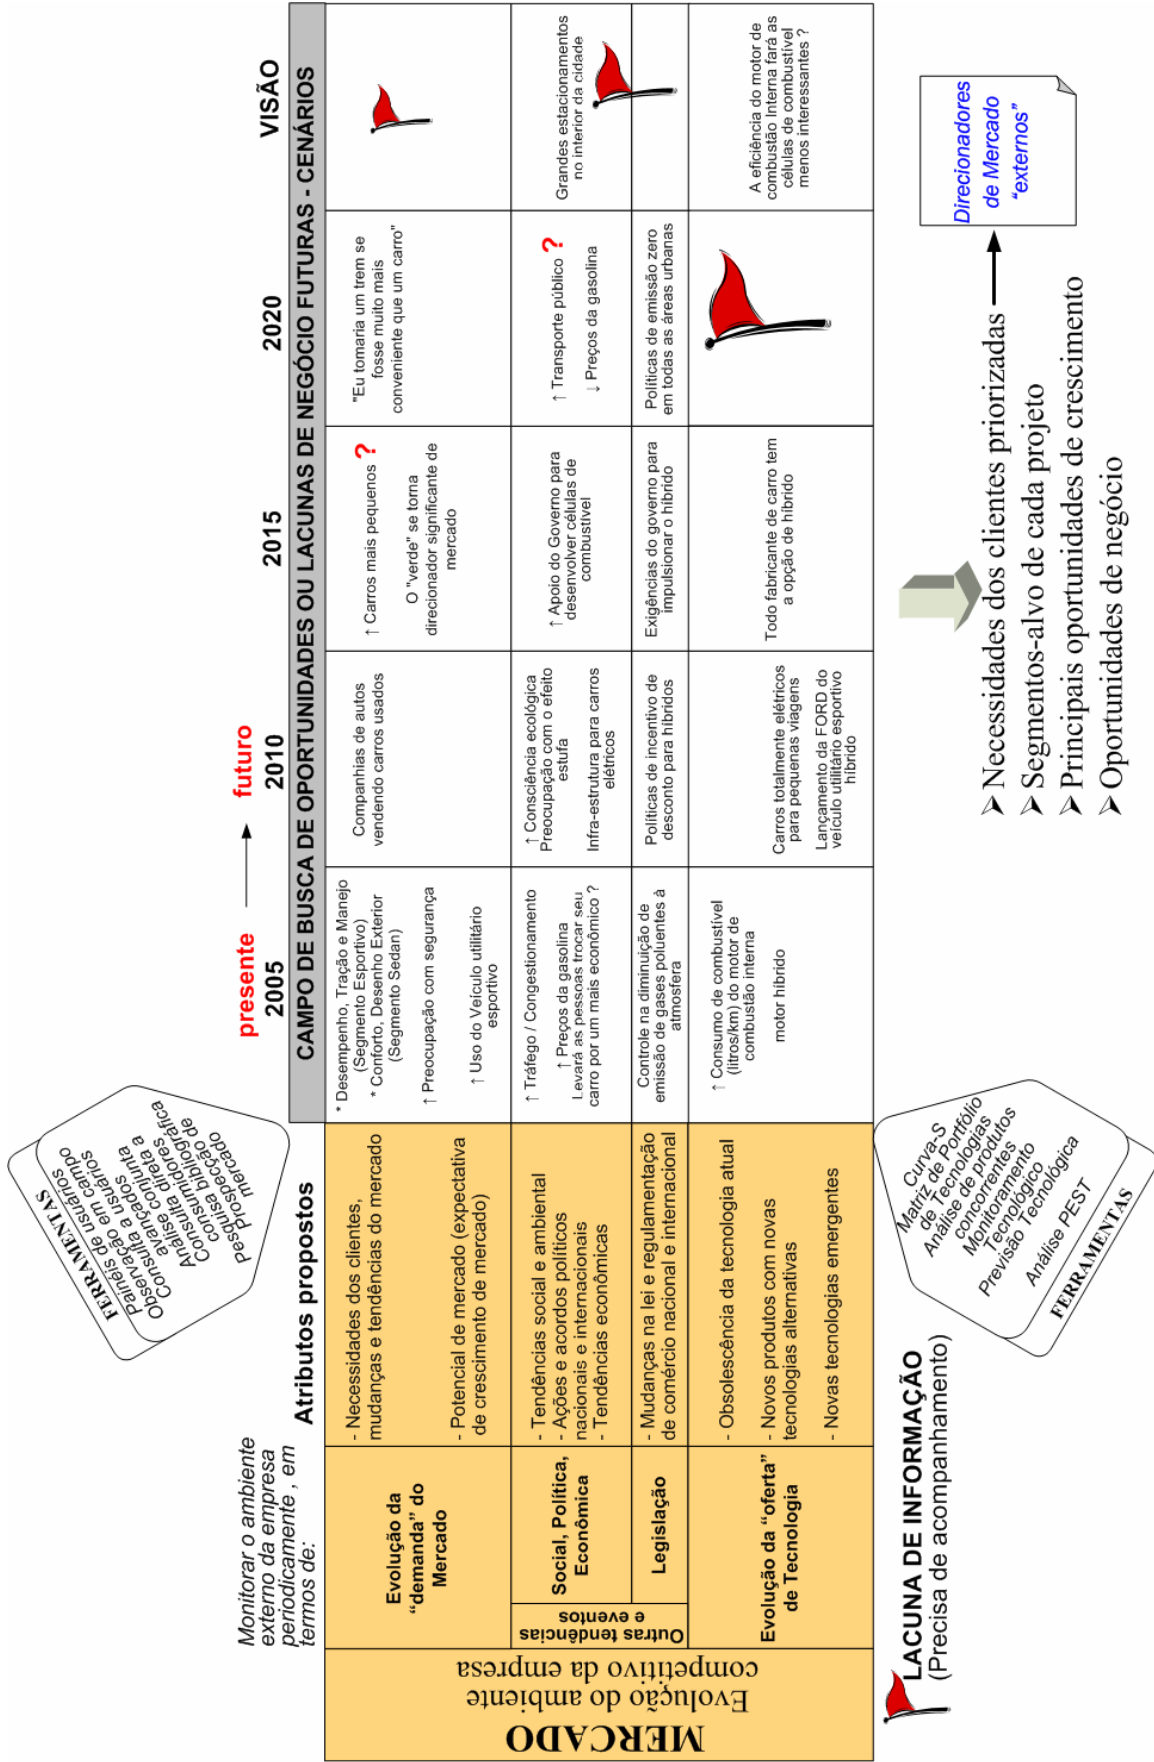 Monitorar o ambiente
externo da empresa
periodicamente , em
termos de:
Atributos propostos
FERRAMENTAS
Painéis de usuários
Observação em campo
Consulta a usuários
avançados
Análise conjunta
Consulta direta a
consumidores
Pesquisa bibliográfica
Prospecção de
mercado
presente
futuro
2005
2010
2015
2020
VISÃO
CAMPO DE BUSCA DE OPORTUNIDADES OU LACUNAS DE NEGÓCIO FUTURAS - CENÁRIOS
MERCADO
Evolução do ambiente
competitivo da empresa
Evolução da
“demanda” do
Mercado
- Necessidades dos clientes,
mudanças e tendências do mercado
- Potencial de mercado (expectativa
de crescimento de mercado)
* Desempenho, Tração e Manejo
(Segmento Esportivo)
* Conforto, Desenho Exterior
(Segmento Sedan)
↑ Preocupação com segurança
↑ Uso do Veículo utilitário
esportivo
Companhias de autos
vendendo carros usados
↑ Carros mais pequenos ?
O "verde" se torna
direcionador significante de
mercado
"Eu tomaria um trem se
fosse muito mais
conveniente que um carro"
Outras tendências
e eventos
Social, Política,
Econômica
- Tendências social e ambiental
- Ações e acordos políticos
nacionais e internacionais
- Tendências econômicas
↑ Tráfego / Congestionamento
↑ Preços da gasolina
Levará as pessoas trocar seu
carro por um mais econômico ?
↑ Consciência ecológica
Preocupação com o efeito
estufa
Infra-estrutura para carros
elétricos
↑ Apoio do Governo para
desenvolver células de
combustível
↑ Transporte público ?
↓ Preços da gasolina
Grandes estacionamentos
no interior da cidade
Legislação
- Mudanças na lei e regulamentação
de comércio nacional e internacional
Controle na diminuição de
emissão de gases poluentes à
atmosfera
Políticas de incentivo de
desconto para híbridos
Exigências do governo para
impulsionar o híbrido
Políticas de emissão zero
em todas as áreas urbanas
Evolução da “oferta”
de Tecnologia
- Obsolescência da tecnologia atual
- Novos produtos com novas
tecnologias alternativas
- Novas tecnologias emergentes
↑ Consumo de combustível
(litros/km) do motor de
combustão interna
motor híbrido
Carros totalmente elétricos
para pequenas viagens
Lançamento da FORD do
veículo utilitário esportivo
híbrido
Todo fabricante de carro tem
a opção de híbrido
A eficiência do motor de
combustão Interna fará as
células de combustível
menos interessantes ?
LACUNA DE INFORMAÇÃO
(Precisa de acompanhamento)
Curva-S
Matriz de Portfólio
de Tecnologias
Análise de produtos
concorrentes
Monitoramento
Tecnológico
Previsão Tecnológica
Análise PEST
FERRAMENTAS
➢ Necessidades dos clientes priorizadas
➢ Segmentos-alvo de cada projeto
➢ Principais oportunidades de crescimento
➢ Oportunidades de negócio
Direcionadores
de Mercado
“externos”